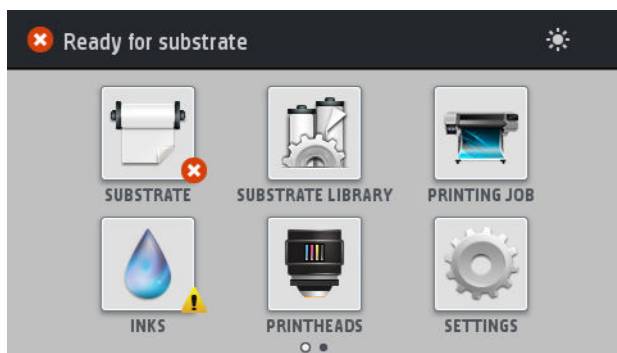 Ready for substrate
SUBSTRATE
SUBSTRATE LIBRARY
PRINTING JOB
INKS
PRINTHEADS
SETTINGS